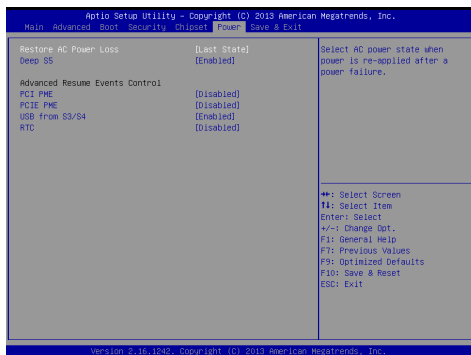 Aptio Setup Utility – Copyright (C) 2013 American Megatrends, Inc.
Main Advanced Boot Security Chipset Power Save & Exit
Restore AC Power Loss [Last State]
Deep S5 [Enabled]
Advanced Resume Events Control
PCI PME [Disabled]
PCIE PME [Disabled]
USB from S3/S4 [Enabled]
RTC [Disabled]
Select AC power state when
power is re-applied after a
power failure.
→←: Select Screen
↑↓: Select Item
Enter: Select
+/-: Change Opt.
F1: General Help
F7: Previous Values
F9: Optimized Defaults
F10: Save & Reset
ESC: Exit
Version 2.16.1242. Copyright (C) 2013 American Megatrends, Inc.